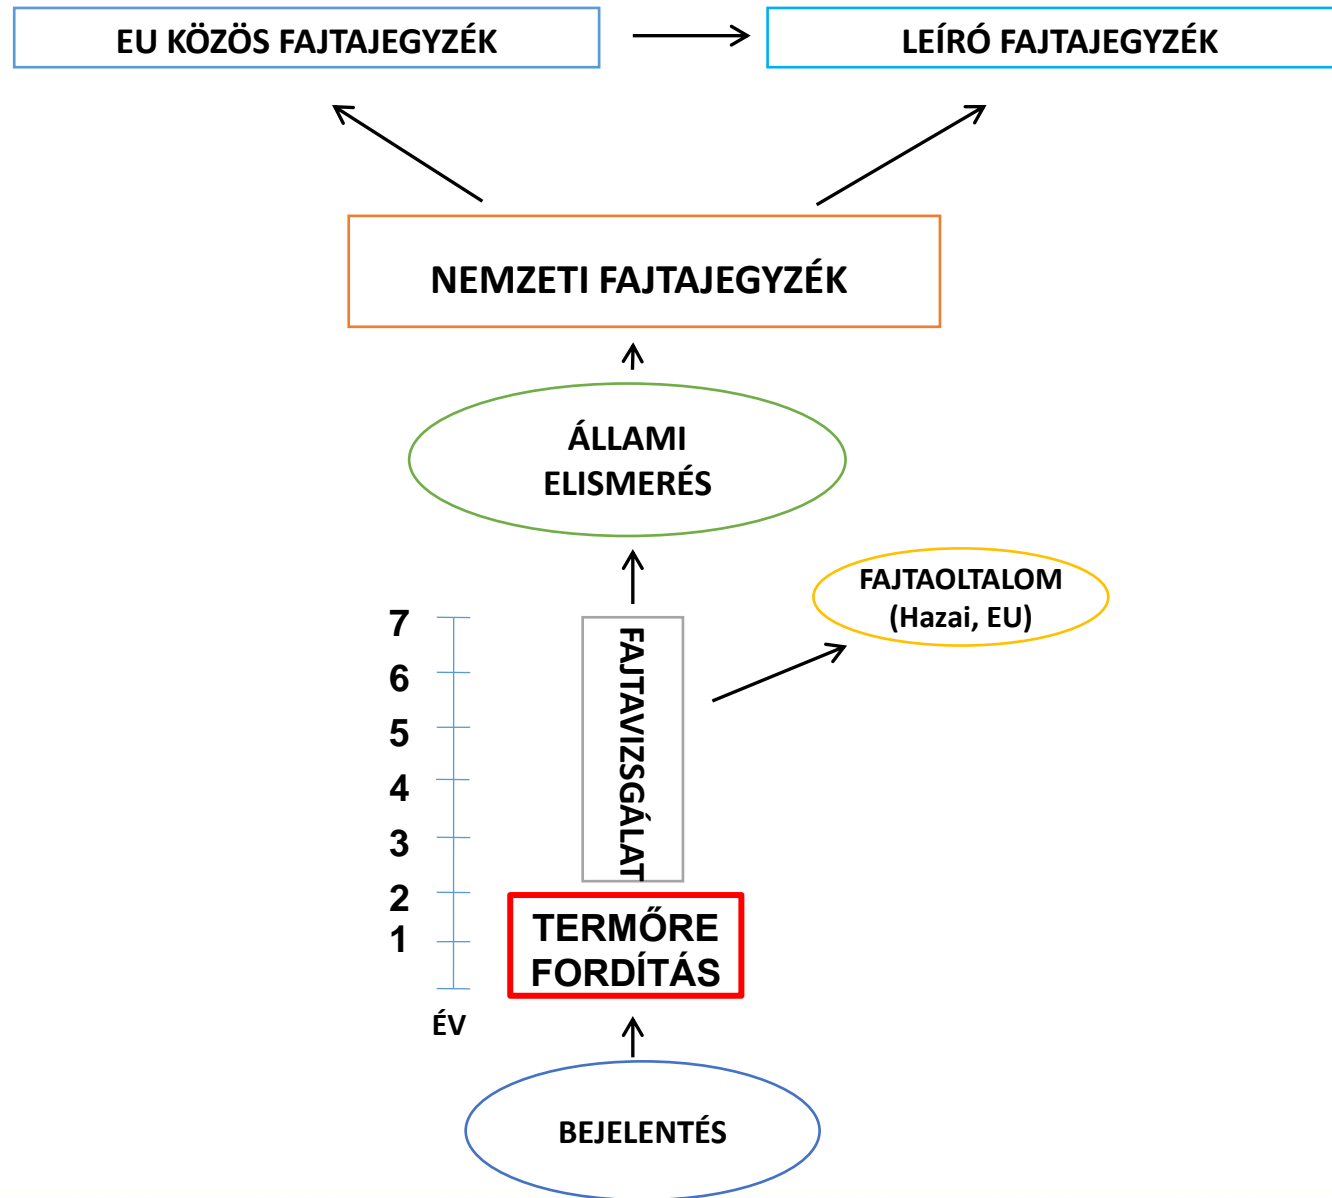 EU KÖZÖS FAJTAJEGYZÉK
LEÍRÓ FAJTAJEGYZÉK
NEMZETI FAJTAJEGYZÉK
ÁLLAMI
ELISMERÉS
FAJTAOLTALOM
(Hazai, EU)
7
6
5
4
3
2
1
ÉV
FAJTAVIZSGÁLAT
TERMŐRE
FORDÍTÁS
BEJELENTÉS